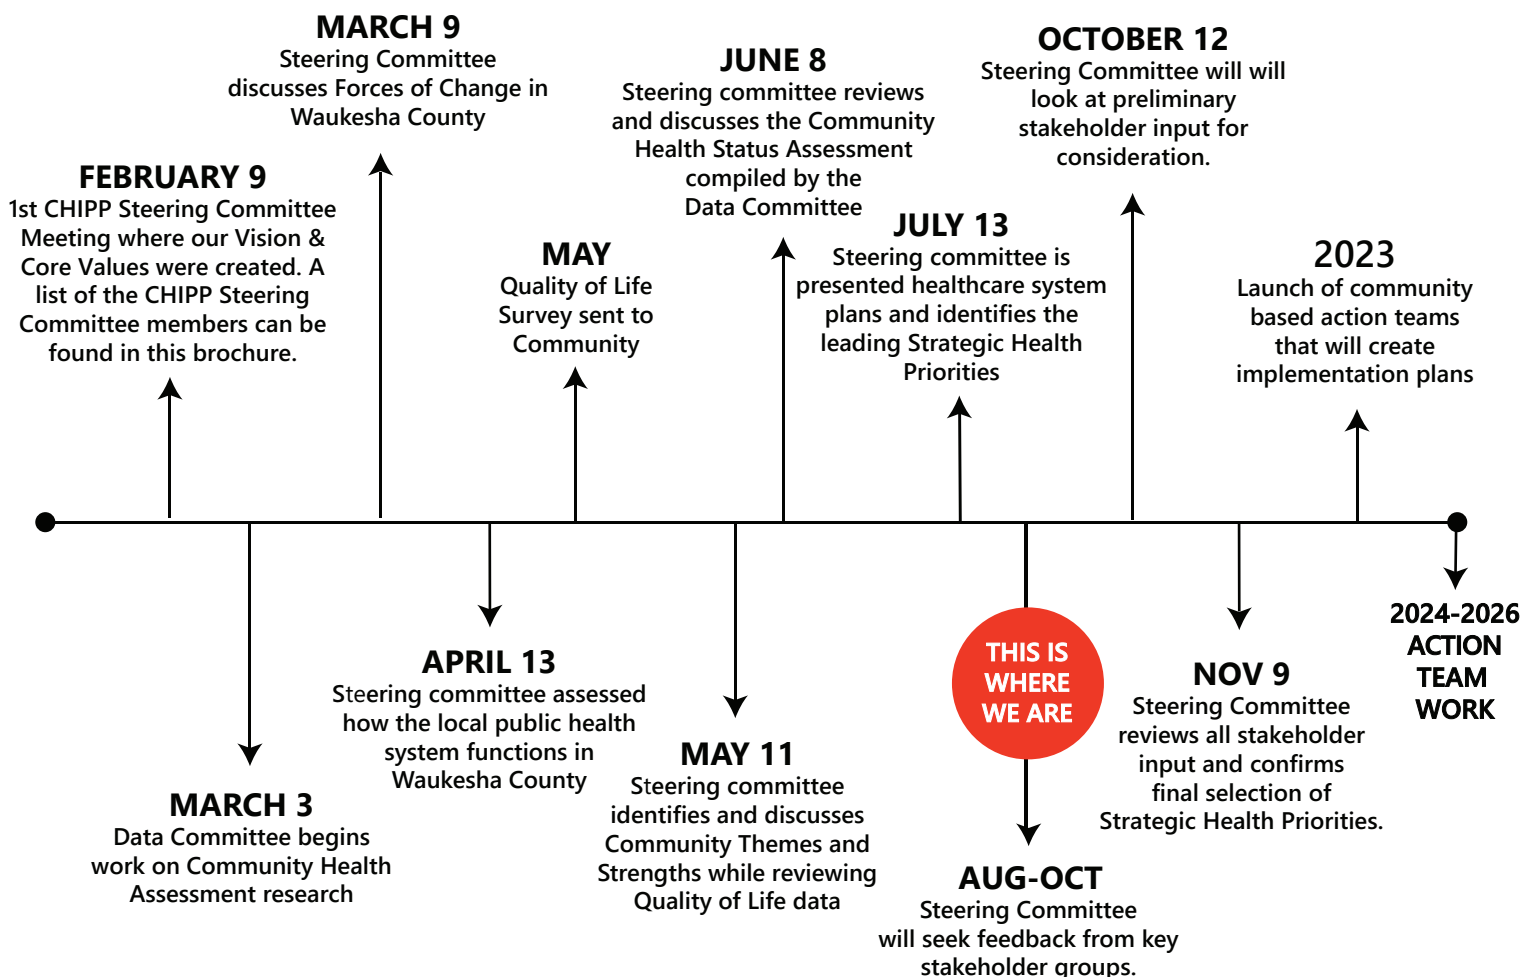 FEBRUARY 9
1st CHIPP Steering Committee
Meeting where our Vision &
Core Values were created. A
list of the CHIPP Steering
Committee members can be
found in this brochure.
MARCH 3
Data Committee begins
work on Community Health
Assessment research
MARCH 9
Steering Committee
discusses Forces of Change in
Waukesha County
APRIL 13
Steering committee assessed
how the local public health
system functions in
Waukesha County
MAY
Quality of Life
Survey sent to
Community
MAY 11
Steering committee
identifies and discusses
Community Themes and
Strengths while reviewing
Quality of Life data
JUNE 8
Steering committee reviews
and discusses the Community
Health Status Assessment
compiled by the
Data Committee
JULY 13
Steering committee is
presented healthcare system
plans and identifies the
leading Strategic Health
Priorities
THIS IS
WHERE
WE ARE
AUG-OCT
Steering Committee
will seek feedback from key
stakeholder groups.
OCTOBER 12
Steering Committee will will
look at preliminary
stakeholder input for
consideration.
NOV 9
Steering Committee
reviews all stakeholder
input and confirms
final selection of
Strategic Health Priorities.
2023
Launch of community
based action teams
that will create
implementation plans
2024-2026
ACTION
TEAM
WORK